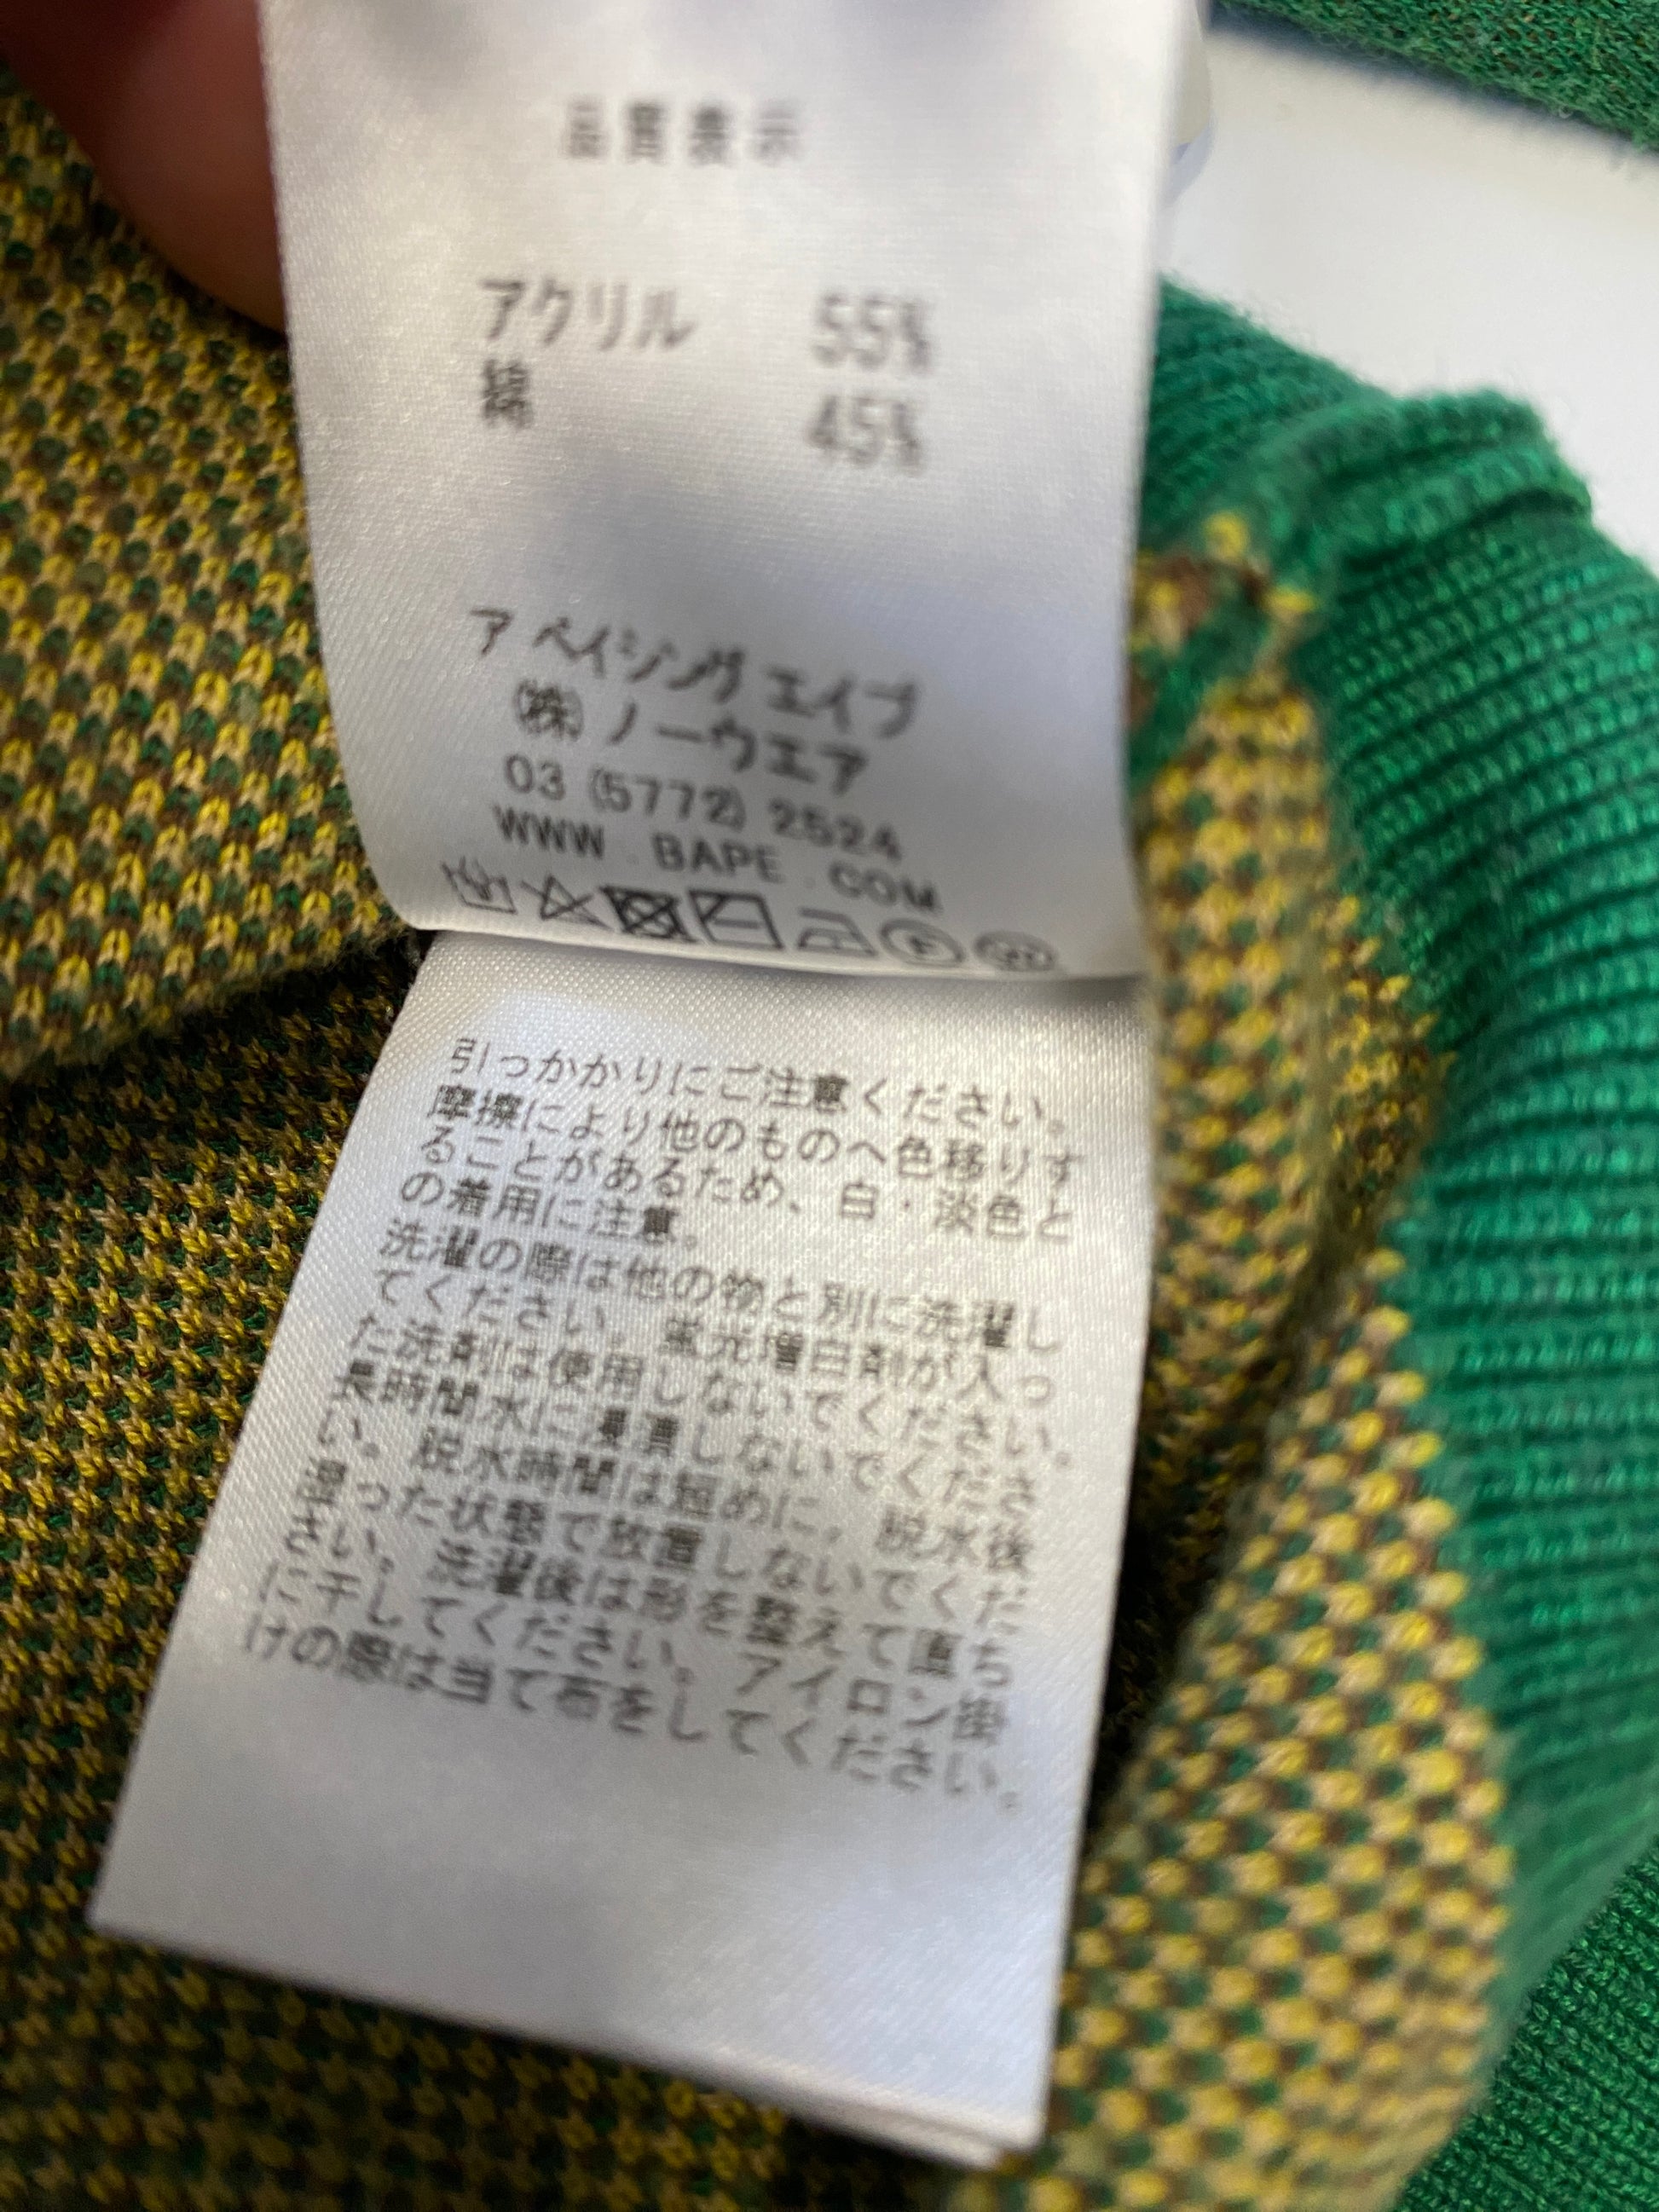 品質表示
アクリル 55%
綿 45%
ア ベイシング エイプ
(株) ノーウエア
03 (5772) 2524
WWW . BAPE . COM
引っかかりにご注意ください。
摩擦により他のものへ色移りす
ることがあるため、白・淡色と
の着用に注意。
洗濯の際は他の物と別に洗濯し
てください。蛍光増白剤が入っ
た洗剤は使用しないでください。
長時間水に浸漬しないでくださ
い。脱水時間は短めに。脱水後
湿った状態で放置しないでくだ
さい。洗濯後は形を整えて直ち
に干してください。アイロン掛
けの際は当て布をしてください。